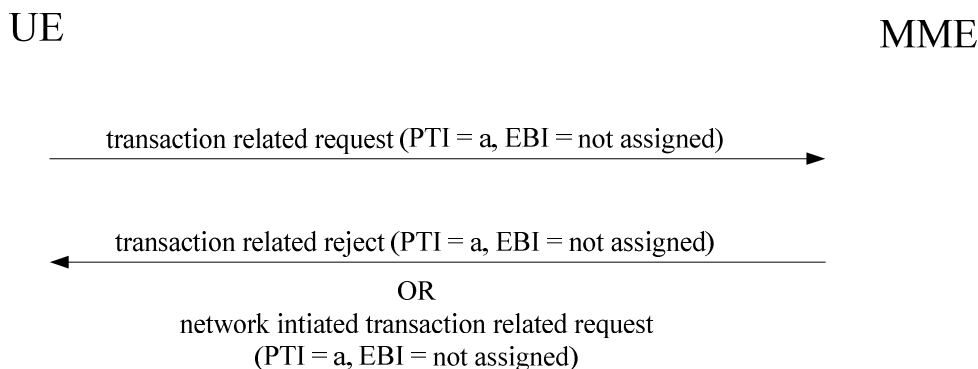 UE
MME
transaction related request (PTI = a, EBI = not assigned)
transaction related reject (PTI = a, EBI = not assigned)
OR
network intiated transaction related request
(PTI = a, EBI = not assigned)